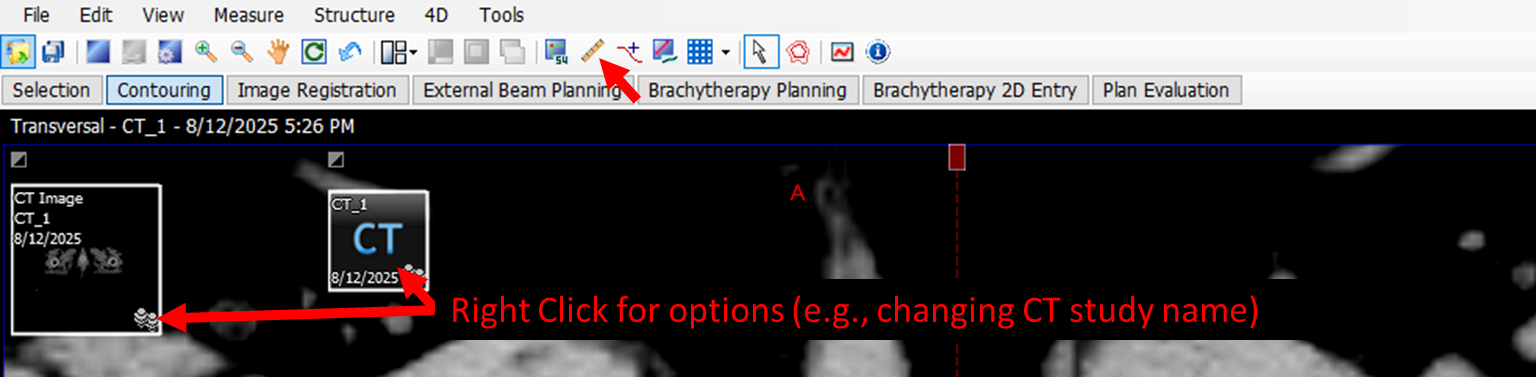 File Edit View Measure Structure 4D Tools
54
Selection Contouring Image Registration External Beam Planning Brachytherapy Planning Brachytherapy 2D Entry Plan Evaluation
Transversal - CT_1 - 8/12/2025 5:26 PM
CT Image
CT_1
8/12/2025
CT_1
CT
8/12/2025
A
Right Click for options (e.g., changing CT study name)